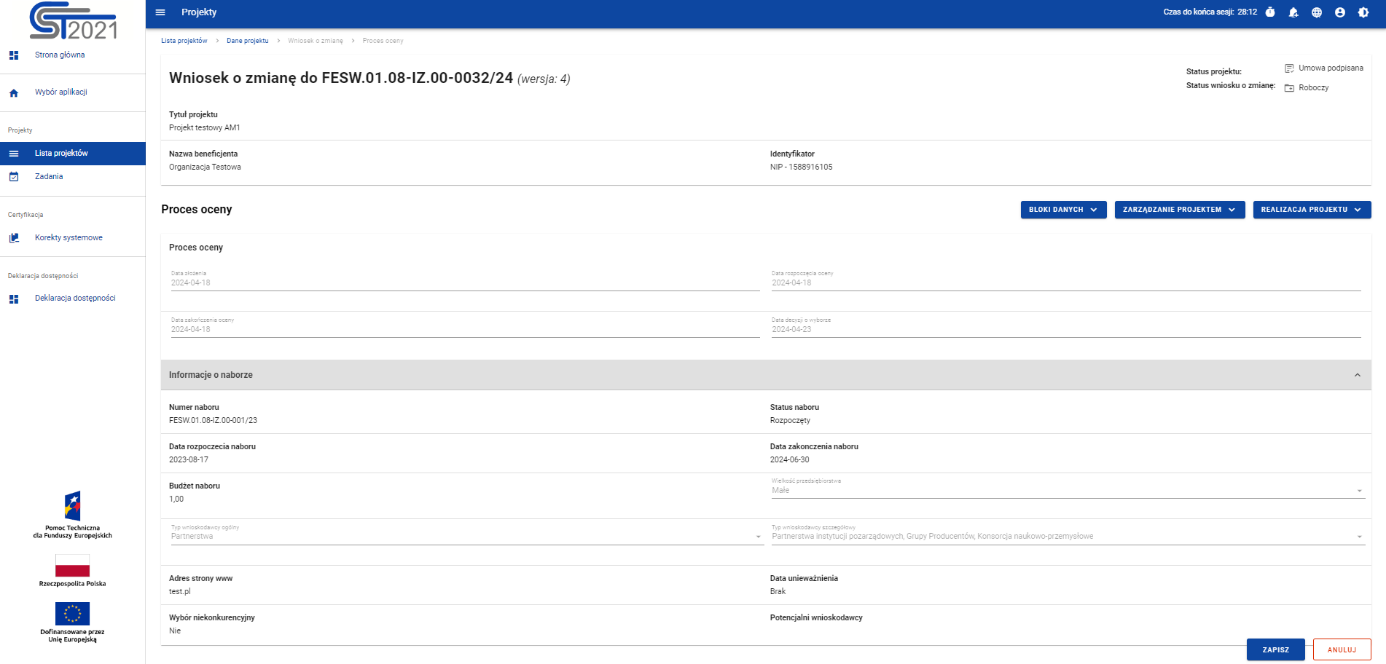 CST2021
Projekty
Czas do końca sesji: 28:12
Strona główna
Wybór aplikacji
Projekty
Lista projektów
Zadania
Certyfikacja
Korekty systemowe
Deklaracja dostępności
Deklaracja dostępności
Pomoc Techniczna
dla Funduszy Europejskich
Rzeczpospolita Polska
Dofinansowane przez
Unię Europejską
Lista projektów > Dane projektu > Wniosek o zmianę > Proces oceny
Wniosek o zmianę do FESW.01.08-IZ.00-0032/24 (wersja: 4)
Status projektu: Umowa podpisana
Status wniosku o zmianę: Roboczy
Tytuł projektu
Projekt testowy AM1
Nazwa beneficjenta
Organizacja Testowa
Identyfikator
NIP - 1588916105
Proces oceny
BLOKI DANYCH
ZARZĄDZANIE PROJEKTEM
REALIZACJA PROJEKTU
Proces oceny
Data złożenia
2024-04-18
Data rozpoczęcia oceny
2024-04-18
Data zakończenia oceny
2024-04-18
Data decyzji o wyborze
2024-04-23
Informacje o naborze
Numer naboru
FESW.01.08-IZ.00-001/23
Status naboru
Rozpoczęty
Data rozpoczecia naboru
2023-08-17
Data zakonczenia naboru
2024-06-30
Budżet naboru
1,00
Wielkość przedsiębiorstwa
Małe
Typ wnioskodawcy ogólny
Partnerstwa
Typ wnioskodawcy szczegółowy
Partnerstwa Instytucji pozarządowych, Grupy Producentów, Konsorcja naukowo-przemysłowe
Adres strony www
test.pl
Data unieważnienia
Brak
Wybór niekonkurencyjny
Nie
Potencjalni wnioskodawcy
ZAPISZ
ANULUJ